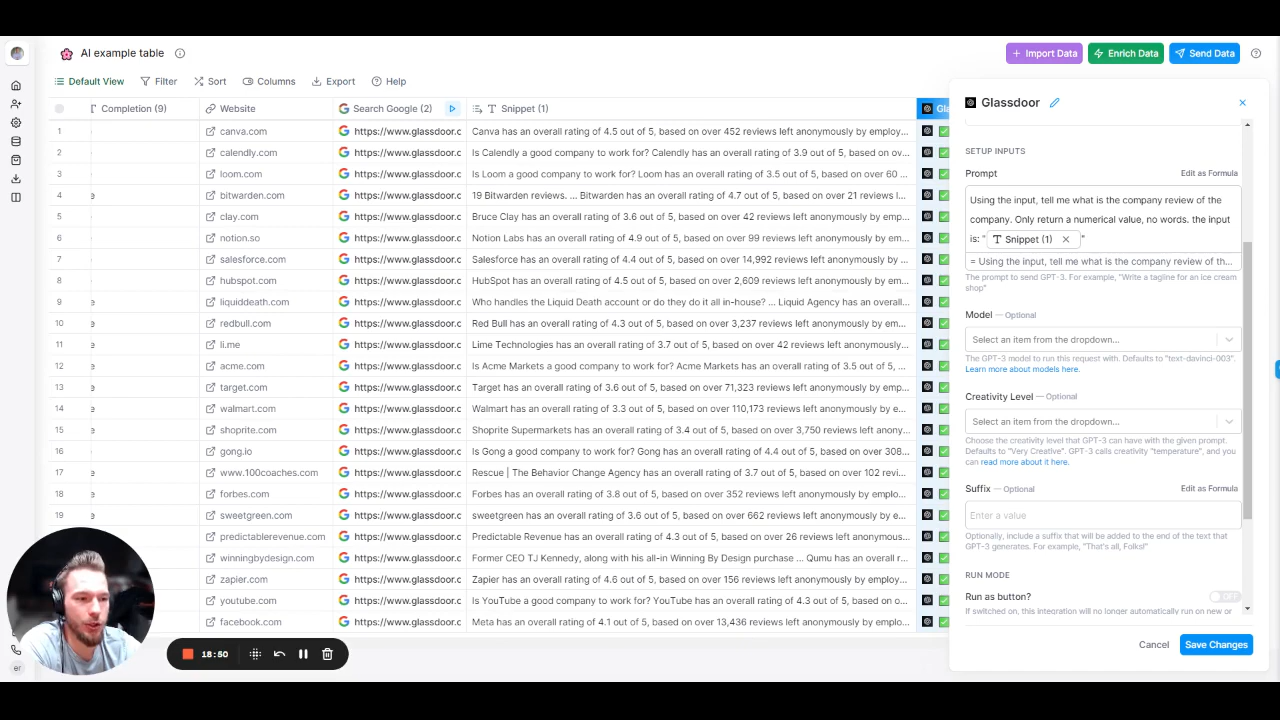 AI example table
Import Data
Enrich Data
Send Data
Default View
Filter
Sort
Columns
Export
Help
Completion (9)
Website
Search Google (2)
Snippet (1)
1 canva.com https://www.glassdoor.c Canva has an overall rating of 4.5 out of 5, based on over 452 reviews left anonymously by employ...
2 calendly.com https://www.glassdoor.c Is Calendly a good company to work for? Calendly has an overall rating of 3.9 out of 5, based on ov...
3 loom.com https://www.glassdoor.c Is Loom a good company to work for? Loom has an overall rating of 3.5 out of 5, based on over 60 ...
4 bitwarden.com https://www.glassdoor.c 19 Bitwarden reviews. ... Bitwarden has an overall rating of 4.7 out of 5, based on over 21 reviews l...
5 clay.com https://www.glassdoor.c Bruce Clay has an overall rating of 3.6 out of 5, based on over 42 reviews left anonymously by emp...
6 notion.so https://www.glassdoor.c Notion Labs has an overall rating of 4.9 out of 5, based on over 99 reviews left anonymously by em...
7 salesforce.com https://www.glassdoor.c Salesforce has an overall rating of 4.4 out of 5, based on over 14,992 reviews left anonymously by ...
8 hubspot.com https://www.glassdoor.c HubSpot has an overall rating of 4.5 out of 5, based on over 2,609 reviews left anonymously by em...
9 liquiddeath.com https://www.glassdoor.c Who handles the Liquid Death account or do they do it all in-house? ... Liquid Agency has an overall...
10 redbull.com https://www.glassdoor.c Red Bull has an overall rating of 4.3 out of 5, based on over 3,237 reviews left anonymously by em...
11 li.me https://www.glassdoor.c Lime Technologies has an overall rating of 3.7 out of 5, based on over 42 reviews left anonymously...
12 acme.com https://www.glassdoor.c Is Acme Markets a good company to work for? Acme Markets has an overall rating of 3.5 out of 5, ...
13 target.com https://www.glassdoor.c Target has an overall rating of 3.6 out of 5, based on over 71,323 reviews left anonymously by emp...
14 walmart.com https://www.glassdoor.c Walmart has an overall rating of 3.3 out of 5, based on over 110,173 reviews left anonymously by e...
15 shoprite.com https://www.glassdoor.c Shoprite Supermarkets has an overall rating of 3.4 out of 5, based on over 3,750 reviews left anon...
16 gong.io https://www.glassdoor.c Is Gong a good company to work for? Gong has an overall rating of 4.4 out of 5, based on over 308...
17 www.100coaches.com https://www.glassdoor.c Rescue | The Behavior Change Agency has an overall rating of 3.7 out of 5, based on over 102 revi...
18 forbes.com https://www.glassdoor.c Forbes has an overall rating of 3.8 out of 5, based on over 352 reviews left anonymously by emplo...
19 sweetgreen.com https://www.glassdoor.c sweetgreen has an overall rating of 3.6 out of 5, based on over 662 reviews left anonymously by e...
predictablerevenue.com https://www.glassdoor.c Predictable Revenue has an overall rating of 5 out of 5, based on over 26 reviews left anonymous...
winningbydesign.com https://www.glassdoor.c Former CEO TJ Kennedy, along with his all-in Winning By Design purchase ... Qumu has an overall r...
zapier.com https://www.glassdoor.c Zapier has an overall rating of 4.6 out of 5, based on over 156 reviews left anonymously by employ...
youtube.com https://www.glassdoor.c Is YouTube a good company to work for? YouTube has an overall rating of 4.3 out of 5, based on o...
facebook.com https://www.glassdoor.c Meta has an overall rating of 4.1 out of 5, based on over 13,436 reviews left anonymously by emplo...
18:50
er
Glassdoor
SETUP INPUTS
Prompt Edit as Formula
Using the input, tell me what is the company review of the
company. Only return a numerical value, no words. the input
is: " Snippet (1) "
= Using the input, tell me what is the company review of th...
The prompt to send GPT-3. For example, "Write a tagline for an ice cream
shop"
Model — Optional
Select an item from the dropdown...
The GPT-3 model to run this request with. Defaults to "text-davinci-003".
Learn more about models here.
Creativity Level — Optional
Select an item from the dropdown...
Choose the creativity level that GPT-3 can have with the given prompt.
Defaults to "Very Creative". GPT-3 calls creativity "temperature", and you
can read more about it here.
Suffix — Optional Edit as Formula
Enter a value
Optionally, include a suffix that will be added to the end of the text that
GPT-3 generates. For example, "That's all, Folks!"
RUN MODE
Run as button? OFF
If switched on, this Integration will no longer automatically run on new or
Cancel
Save Changes